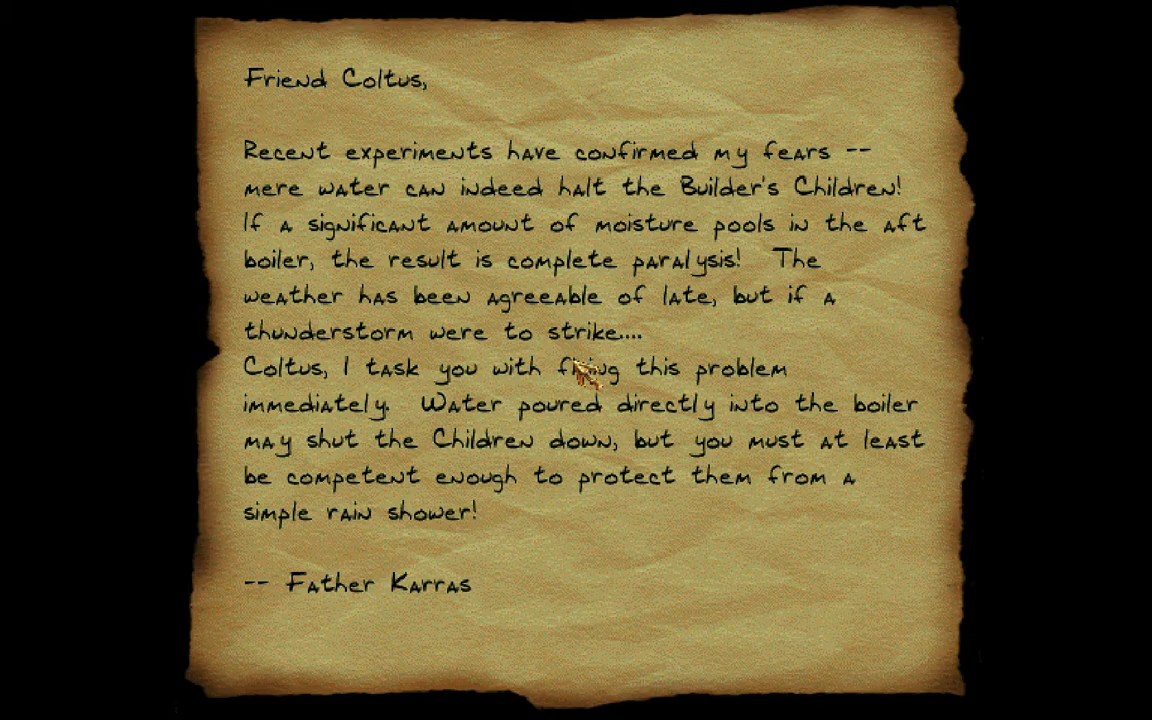 Friend Coltus,
Recent experiments have confirmed my fears --
mere water can indeed halt the Builder's Children!
If a significant amount of moisture pools in the aft
boiler, the result is complete paralysis! The
weather has been agreeable of late, but if a
thunderstorm were to strike....
Coltus, I task you with fixing this problem
immediately. Water poured directly into the boiler
may shut the Children down, but you must at least
be competent enough to protect them from a
simple rain shower!
-- Father Karras